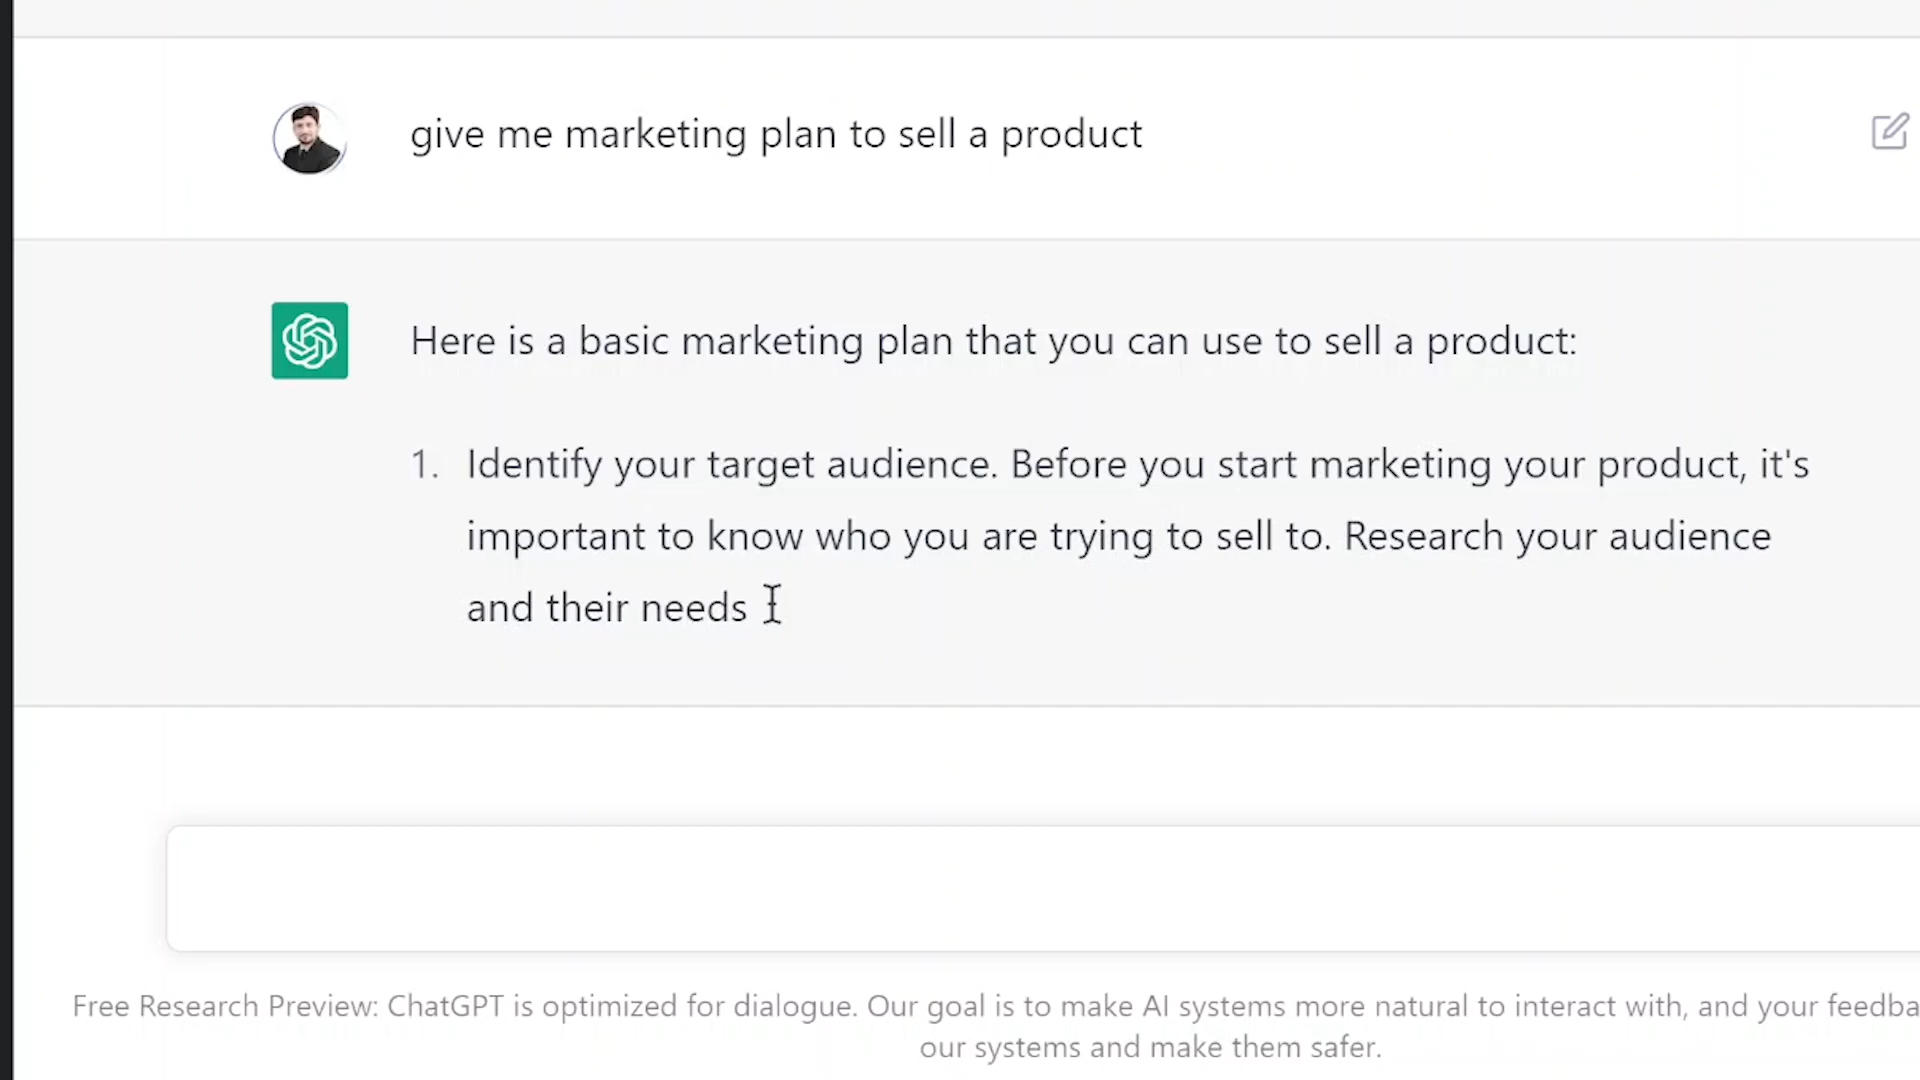 give me marketing plan to sell a product
Here is a basic marketing plan that you can use to sell a product:
1. Identify your target audience. Before you start marketing your product, it's
important to know who you are trying to sell to. Research your audience
and their needs
Free Research Preview: ChatGPT is optimized for dialogue. Our goal is to make AI systems more natural to interact with, and your feedba
our systems and make them safer.